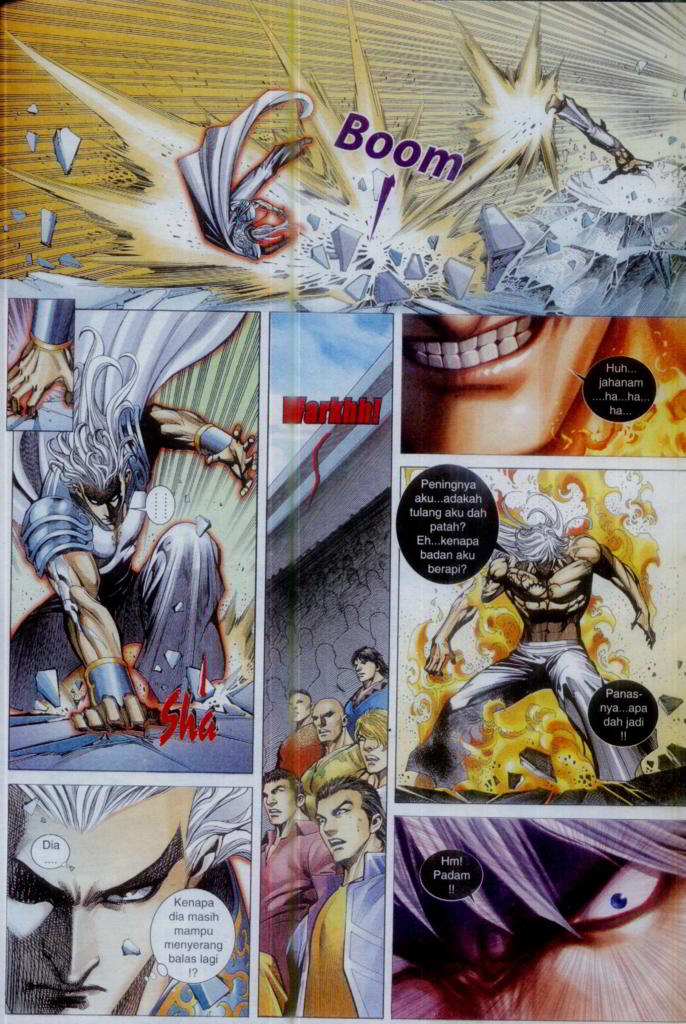 Boom
....
....
Sha
Dia
....
Kenapa
dia masih
mampu
menyerang
balas lagi
!?
Warkhh!
Huh...
jahanam
....ha...ha...
ha...
Peningnya
aku...adakah
tulang aku dah
patah?
Eh...kenapa
badan aku
berapi?
Panas-
nya...apa
dah jadi
!!
Hm!
Padam
!!